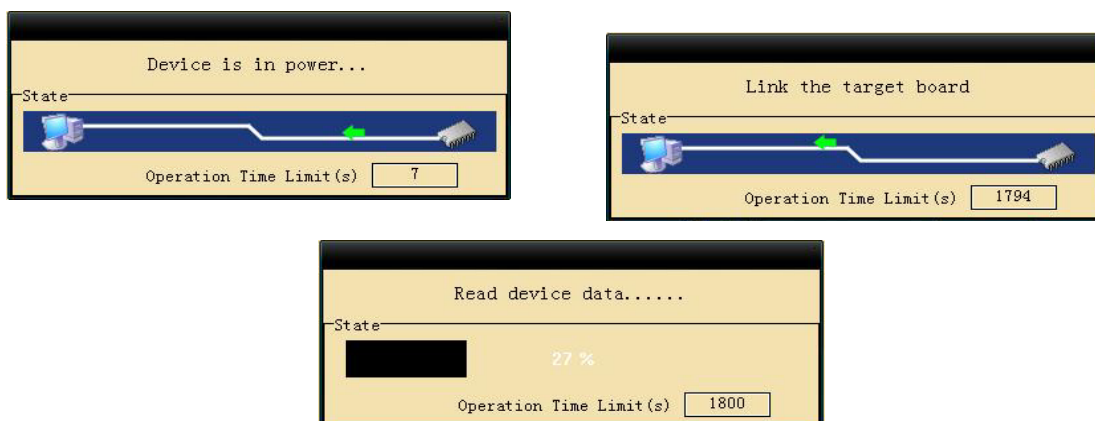 Device is in power...
State
Operation Time Limit(s) 7
Link the target board
State
Operation Time Limit(s) 1794
Read device data......
State
27 %
Operation Time Limit(s) 1800